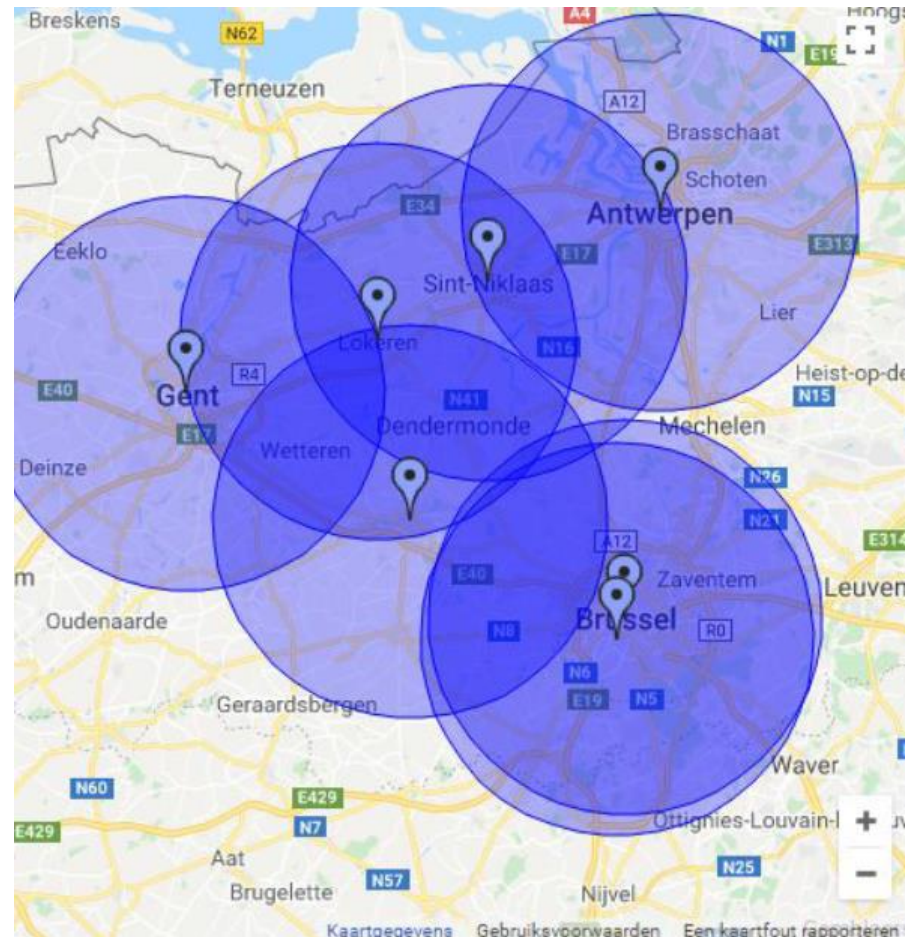 Breskens
N62
A4
N1
Hoogs
E19
Terneuzen
A12
Brasschaat
Schoten
Antwerpen
E34
Eeklo
E17
E313
Sint-Niklaas
Lier
Lokeren
N16
R4
Heist-op-de
E40
Gent
N41
N15
E17
Dendermonde
Mechelen
Wetteren
Deinze
N26
N21
A12
E314
m
E40
Zaventem
Leuven
Oudenaarde
N8
Brussel
R0
N6
E19
N5
Geraardsbergen
Waver
N60
E429
E429
N7
Ottignies-Louvain-l
+
Aat
N25
−
N57
Brugelette
Nijvel
Kaartgegevens Gebruiksvoorwaarden Een kaartfout rapporteren